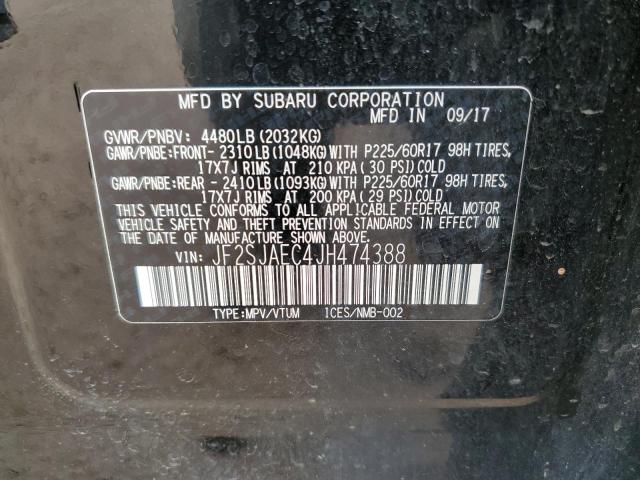 MFD BY SUBARU CORPORATION
MFD IN 09/17
GVWR/PNBV: 4480LB(2032KG)
GAWR/PNBE:FRONT- 2310LB(1048KG)WITH P225/60R17 98H TIRES,
17X7J RIMS AT 210 KPA(30 PSI)COLD
GAWR/PNBE:REAR - 2410LB(1093KG)WITH P225/60R17 98H TIRES,
17X7J RIMS AT 200 KPA(29 PSI)COLD
THIS VEHICLE CONFORMS TO ALL APPLICABLE FEDERAL MOTOR
VEHICLE SAFETY AND THEFT PREVENTION STANDARDS IN EFFECT ON
THE DATE OF MANUFACTURE SHOWN ABOVE.
VIN: JF2SJAEC4JH474388
TYPE:MPV/VTUM 1CES/NMB-002